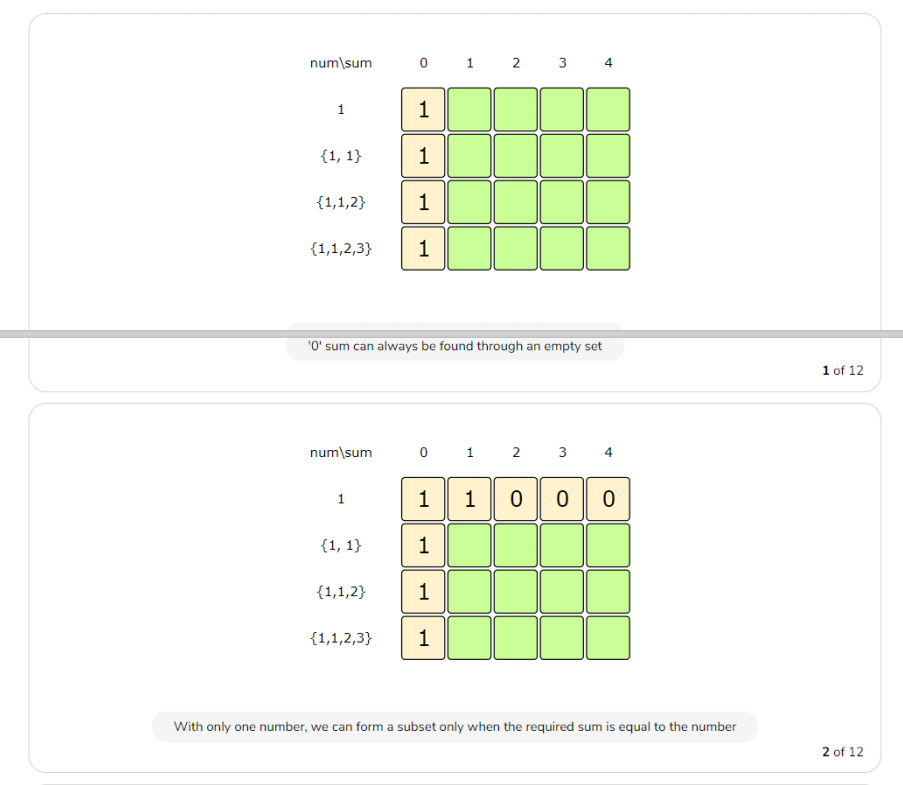 num\sum 0 1 2 3 4
1 1
{1, 1} 1
{1,1,2} 1
{1,1,2,3} 1
'0' sum can always be found through an empty set
1 of 12
num\sum 0 1 2 3 4
1 1 1 0 0 0
{1, 1} 1
{1,1,2} 1
{1,1,2,3} 1
With only one number, we can form a subset only when the required sum is equal to the number
2 of 12